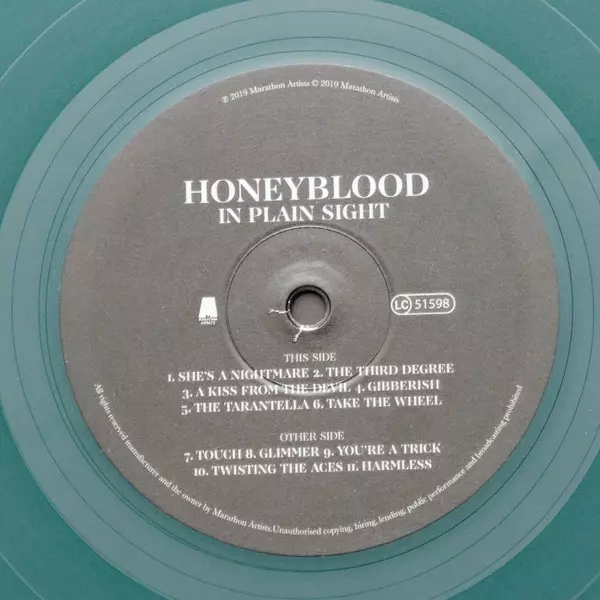 ℗ 2019 Marathon Artists © 2019 Marathon Artists
HONEYBLOOD
IN PLAIN SIGHT
LC 51598
THIS SIDE
1. SHE'S A NIGHTMARE 2. THE THIRD DEGREE
3. A KISS FROM THE DEVIL 4. GIBBERISH
5. THE TARANTELLA 6. TAKE THE WHEEL
OTHER SIDE
7. TOUCH 8. GLIMMER 9. YOU'RE A TRICK
10. TWISTING THE ACES 11. HARMLESS
All rights reserved manufacturer and the owner by Marathon Artists.Unauthorised copying, hiring, lending, public performance and broadcasting prohibited